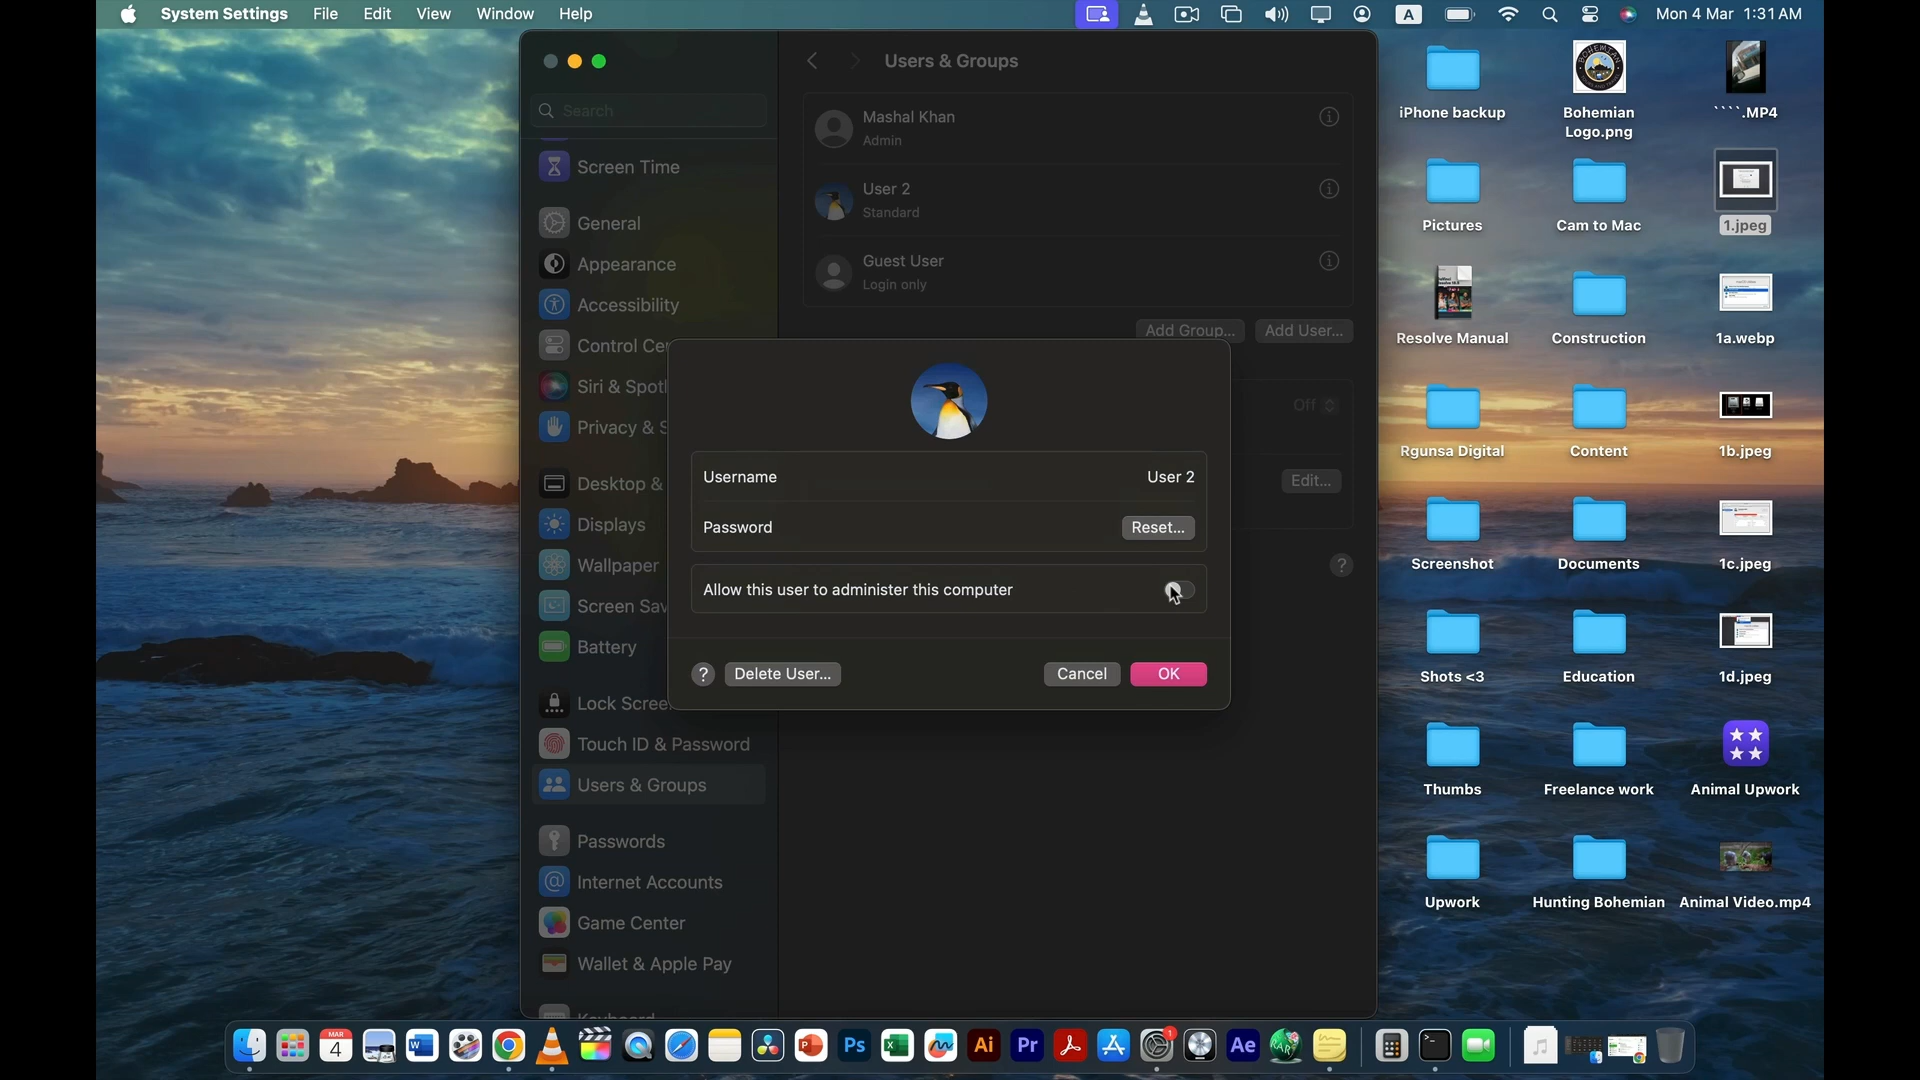 System Settings File Edit View Window Help
A
Mon 4 Mar 1:31 AM
Search
Screen Time
General
Appearance
Accessibility
Control Cen
Siri & Spotl
Privacy & S
Desktop &
Displays
Wallpaper
Screen Sav
Battery
Lock Scree
Touch ID & Password
Users & Groups
Passwords
Internet Accounts
Game Center
Wallet & Apple Pay
Keyboard
Users & Groups
Mashal Khan
Admin
User 2
Standard
Guest User
Login only
Add Group...
Add User...
Off
Edit...
?
Username
User 2
Password
Reset...
Allow this user to administer this computer
?
Delete User...
Cancel
OK
iPhone backup
Bohemian
Logo.png
````.MP4
Pictures
Cam to Mac
1.jpeg
Resolve Manual
Construction
1a.webp
Rgunsa Digital
Content
1b.jpeg
Screenshot
Documents
1c.jpeg
Shots <3
Education
1d.jpeg
Thumbs
Freelance work
Animal Upwork
Upwork
Hunting Bohemian
Animal Video.mp4
MAR
4
W
P
Ps
X
Ai
Pr
1
Ae